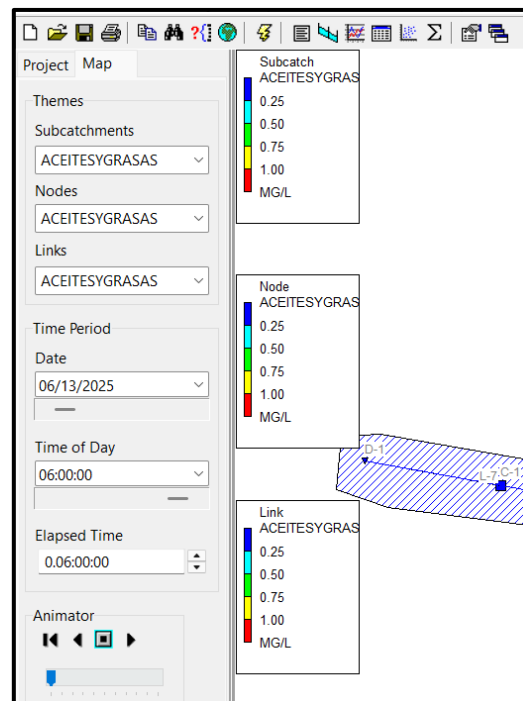 Project
Map
Themes
Subcatchments
ACEITESYGRASAS
Nodes
ACEITESYGRASAS
Links
ACEITESYGRASAS
Time Period
Date
06/13/2025
Time of Day
06:00:00
Elapsed Time
0.06:00:00
Animator
Subcatch
ACEITESYGRAS
0.25
0.50
0.75
1.00
MG/L
Node
ACEITESYGRAS
0.25
0.50
0.75
1.00
MG/L
D-1
L-7
C-1
Link
ACEITESYGRAS
0.25
0.50
0.75
1.00
MG/L